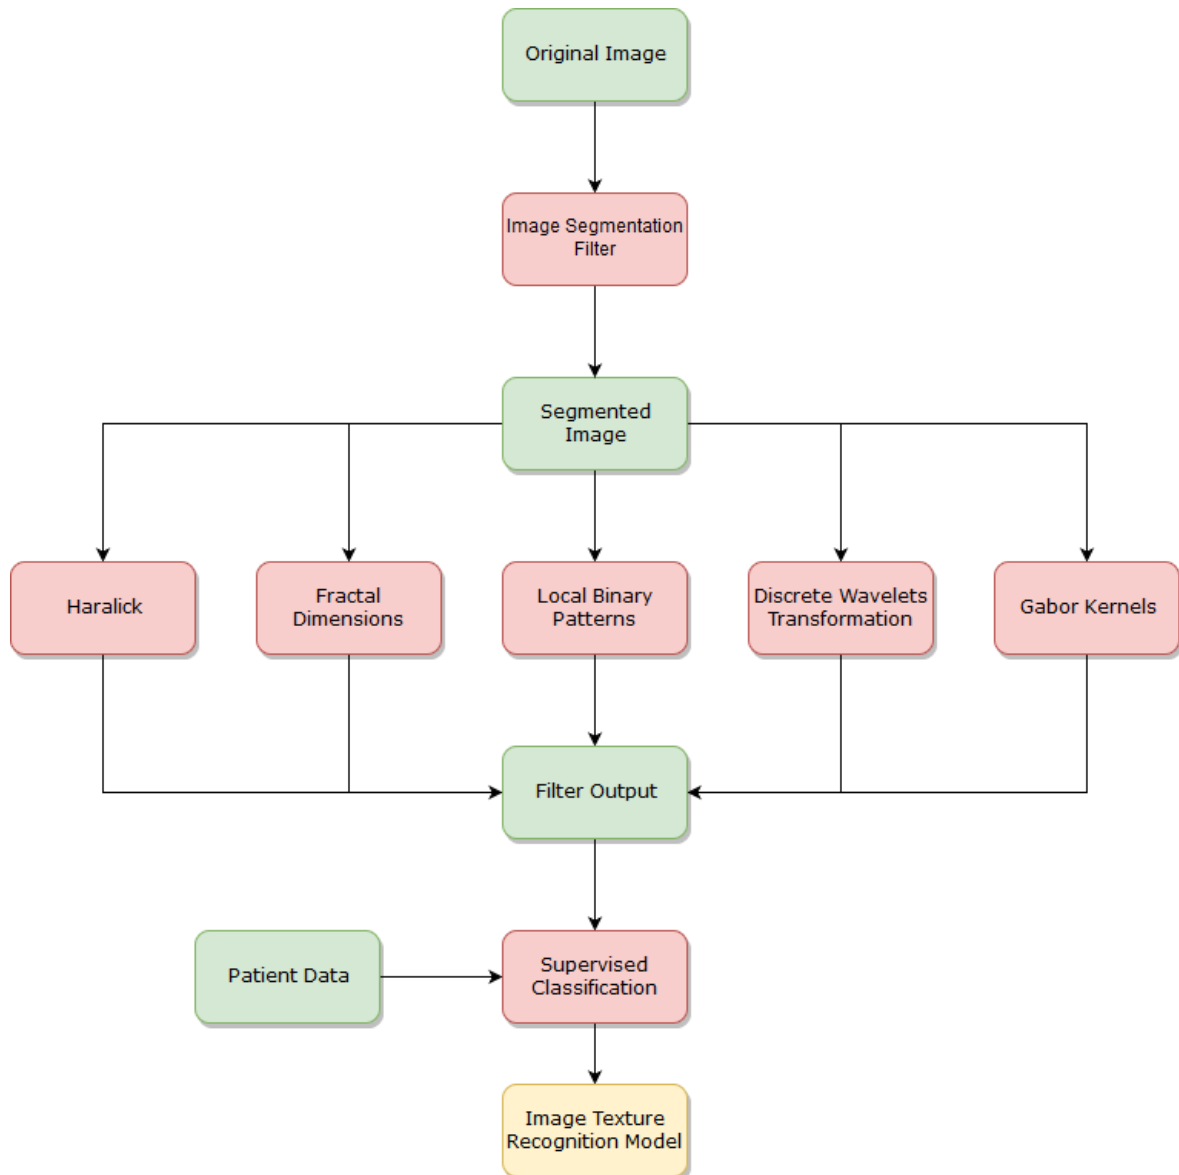 Original Image
Image Segmentation
Filter
Segmented
Image
Haralick
Fractal
Dimensions
Local Binary
Patterns
Discrete Wavelets
Transformation
Gabor Kernels
Filter Output
Patient Data
Supervised
Classification
Image Texture
Recognition Model